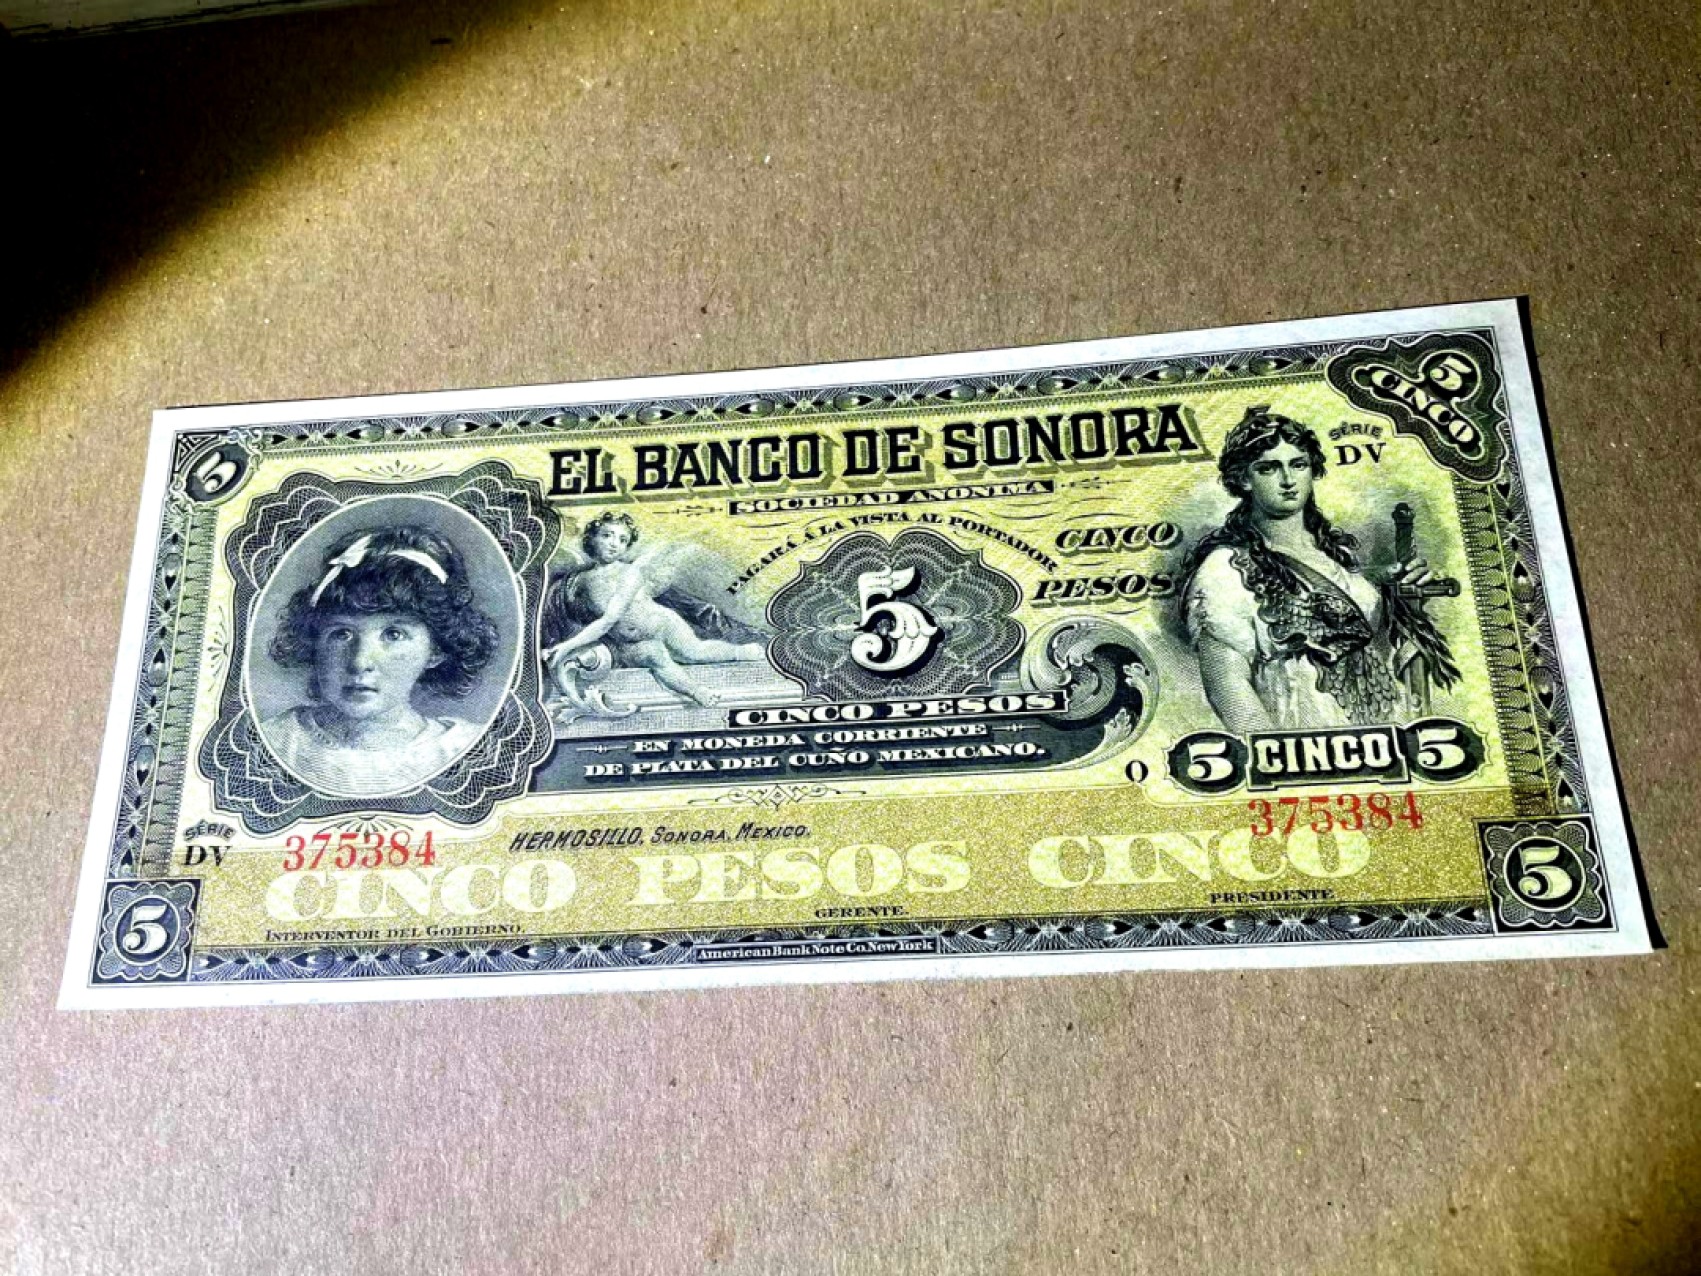 5
5
CINCO
EL BANCO DE SONORA
SÉRIE
DV
SOCIEDAD ANONIMA
PAGARÁ Á LA VISTA AL PORTADOR
CINCO
PESOS
5
CINCO PESOS
EN MONEDA CORRIENTE
DE PLATA DEL CUÑO MEXICANO.
O
5 CINCO 5
SÉRIE
DV
375384
375384
HERMOSILLO, SONORA, MEXICO.
CINCO PESOS CINCO
5
5
INTERVENTOR DEL GOBIERNO.
GERENTE.
PRESIDENTE.
American Bank Note Co. New York